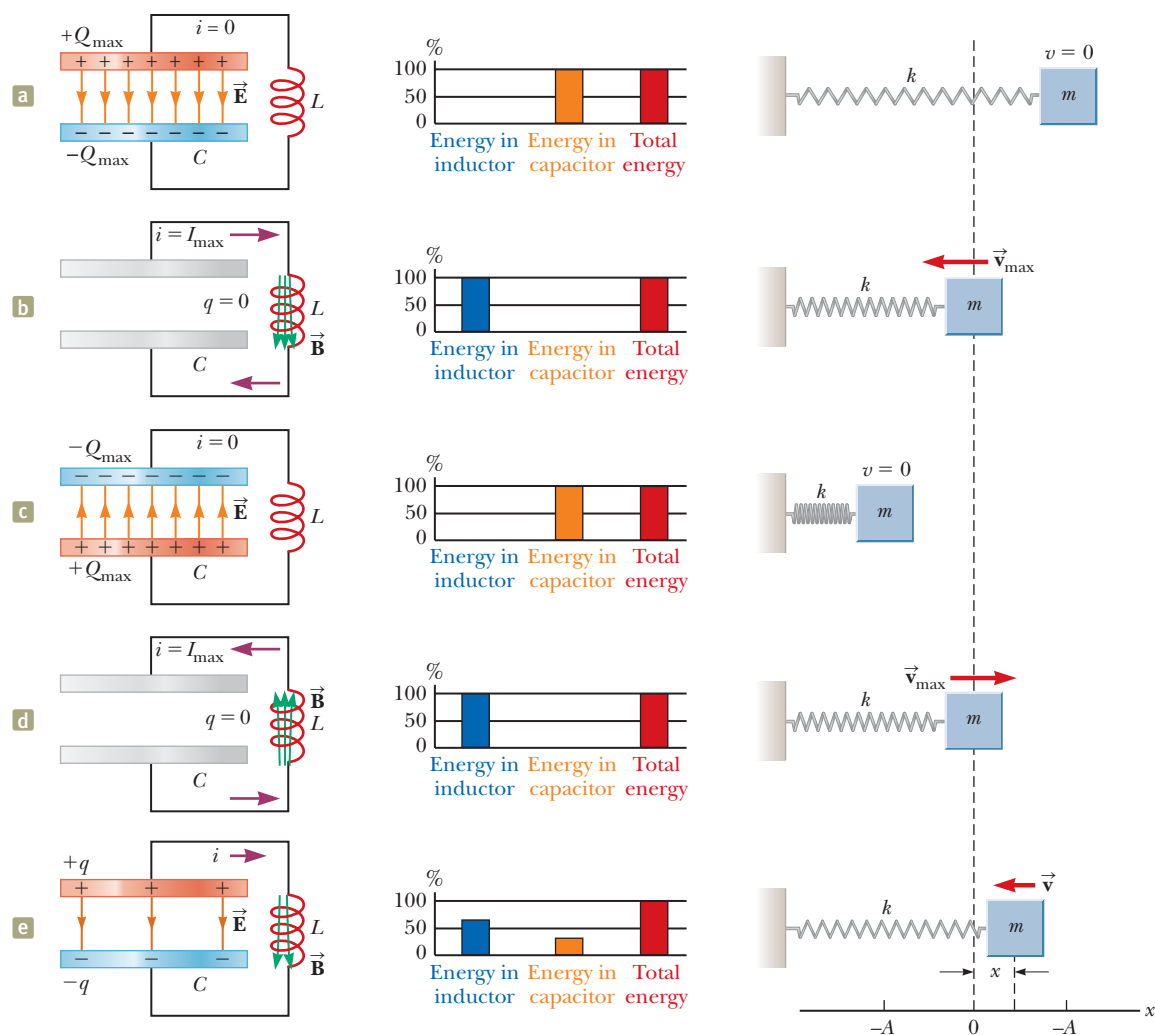 a
+Q_max
i = 0
+ + + + + + +
E
L
− − − − − − −
−Q_max
C
%
100
50
0
Energy in inductor
Energy in capacitor
Total energy
k
v = 0
m
b
i = I_max
q = 0
L
B
C
%
100
50
0
Energy in inductor
Energy in capacitor
Total energy
k
v_max
m
c
−Q_max
i = 0
− − − − − − −
E
L
+ + + + + + +
+Q_max
C
%
100
50
0
Energy in inductor
Energy in capacitor
Total energy
k
v = 0
m
d
i = I_max
B
q = 0
L
C
%
100
50
0
Energy in inductor
Energy in capacitor
Total energy
v_max
k
m
e
+q
i
+ + +
E
L
− − −
B
−q
C
%
100
50
0
Energy in inductor
Energy in capacitor
Total energy
v
k
m
x
x
−A
0
−A